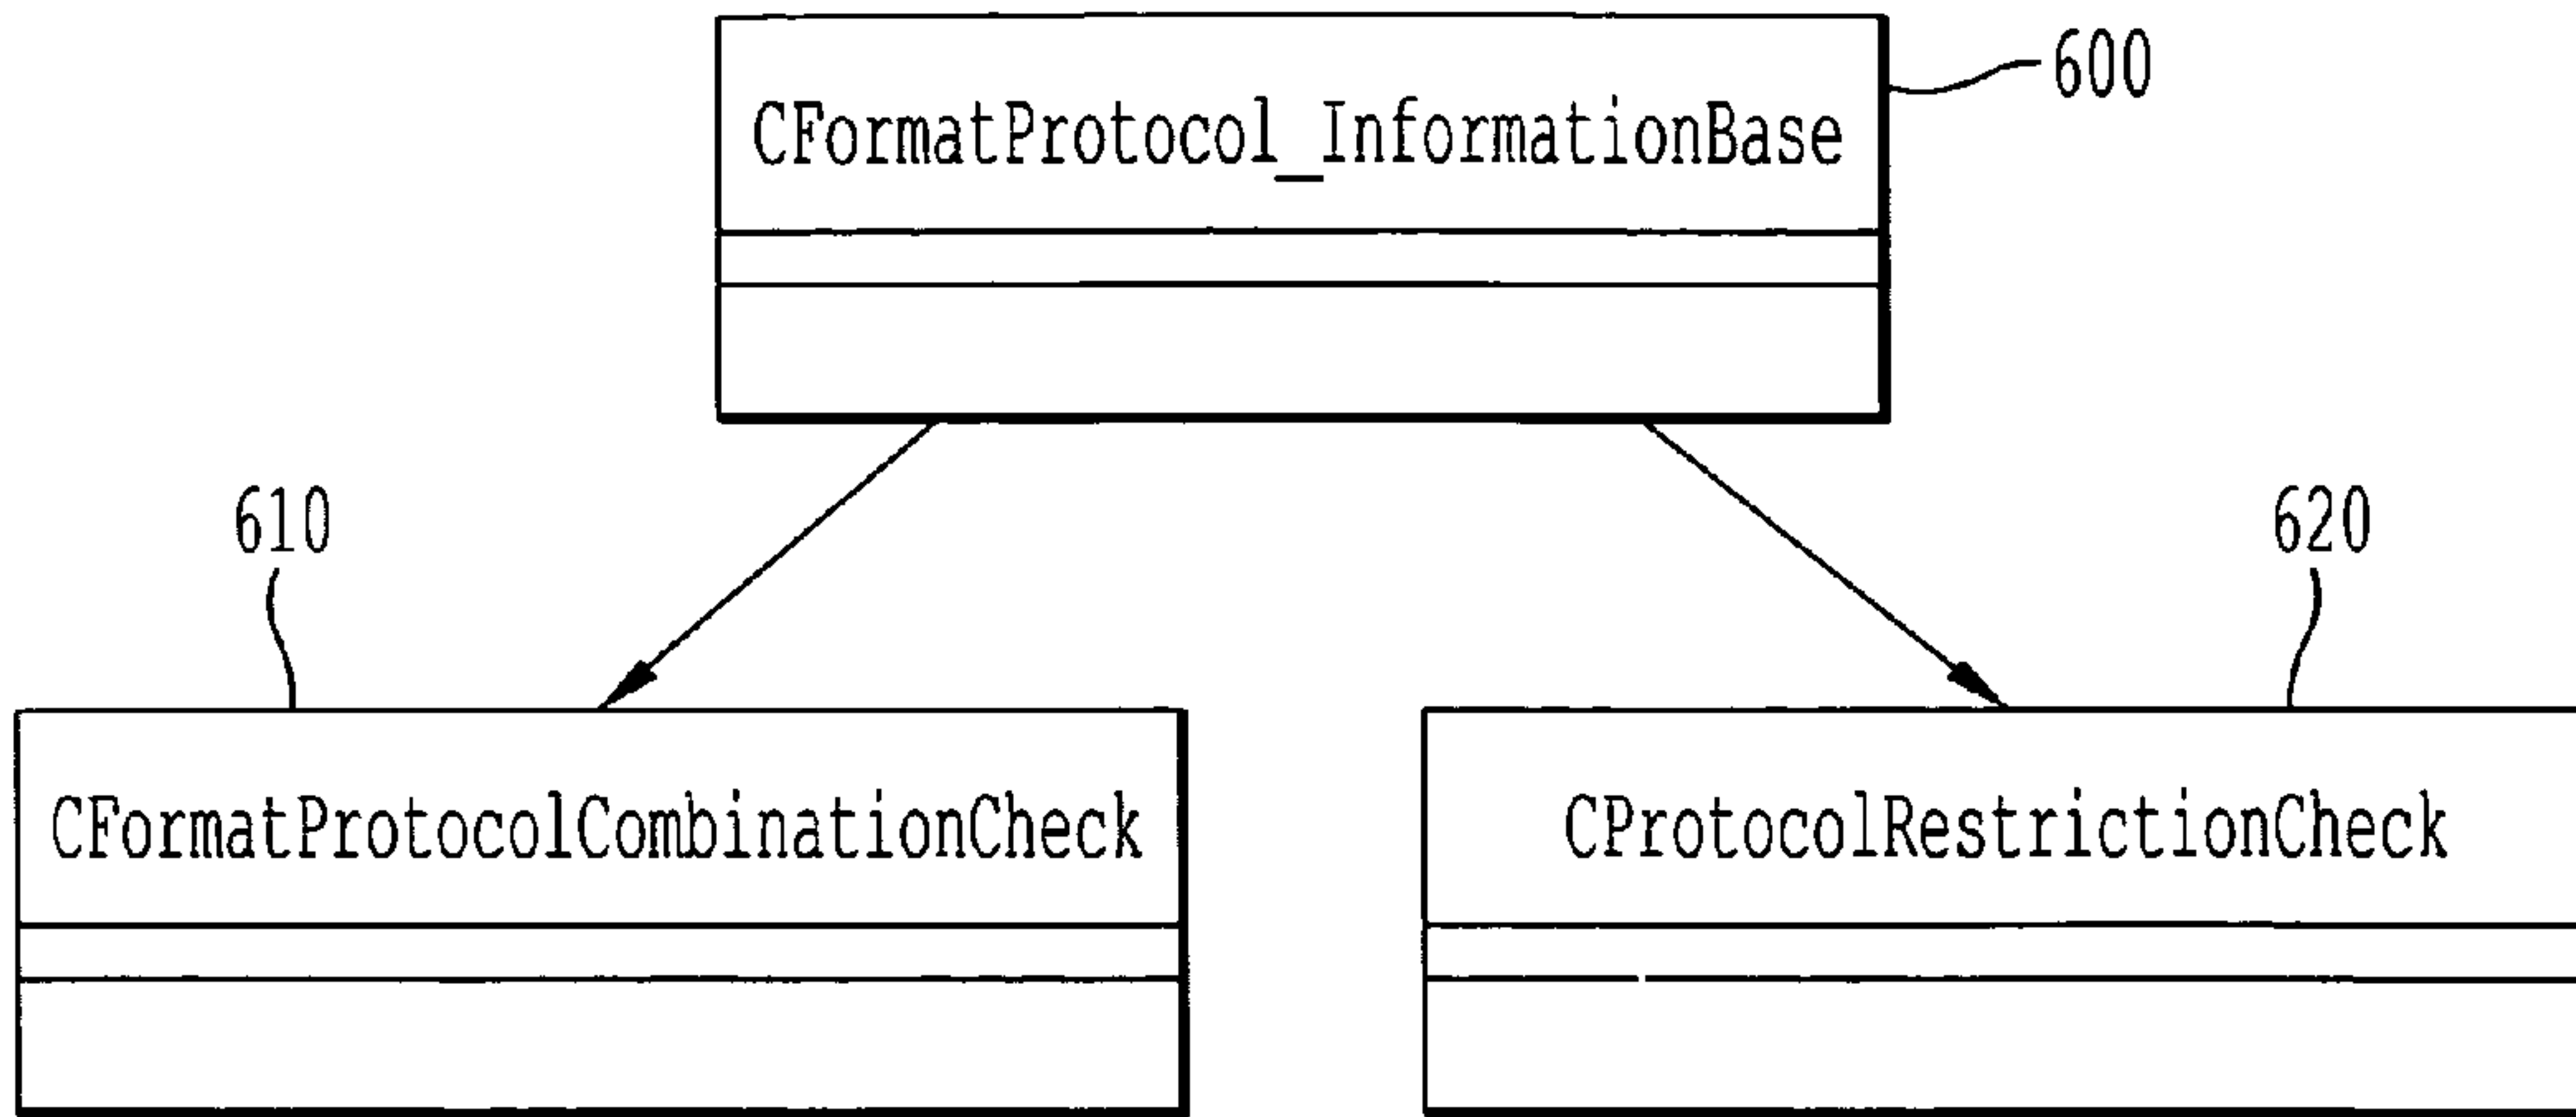 600
CFormatProtocol_InformationBase
610
620
CFormatProtocolCombinationCheck
CProtocolRestrictionCheck